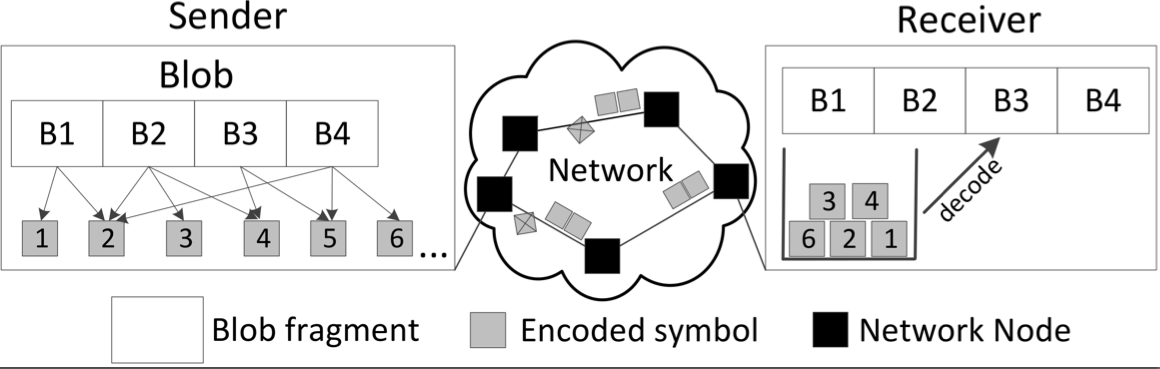 Sender
Receiver
Blob
B1 B2 B3 B4
1 2 3 4 5 6 ...
Network
B1 B2 B3 B4
decode
3 4
6 2 1
Blob fragment
Encoded symbol
Network Node